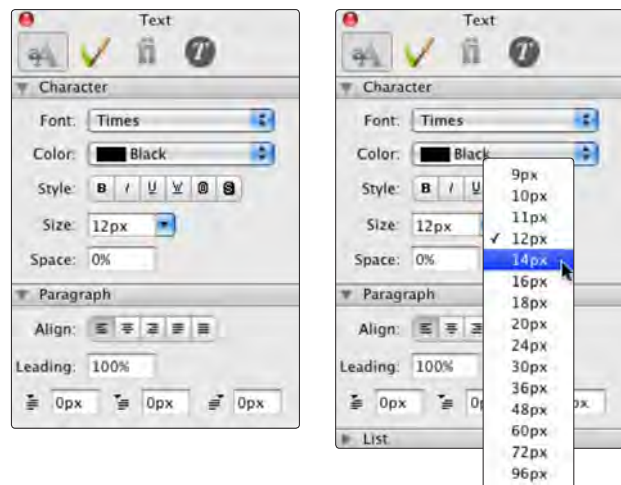 Text
Character
Font: Times
Color: Black
Style: B I U W O S
Size: 12px
Space: 0%
Paragraph
Align:
Leading: 100%
0px 0px 0px
Text
Character
Font: Times
Color: Black
Style: B I U
Size: 12px
Space: 0%
Paragraph
Align:
Leading: 100%
0px
List
9px
10px
11px
✓ 12px
14px
16px
18px
20px
24px
30px
36px
48px
60px
72px
96px